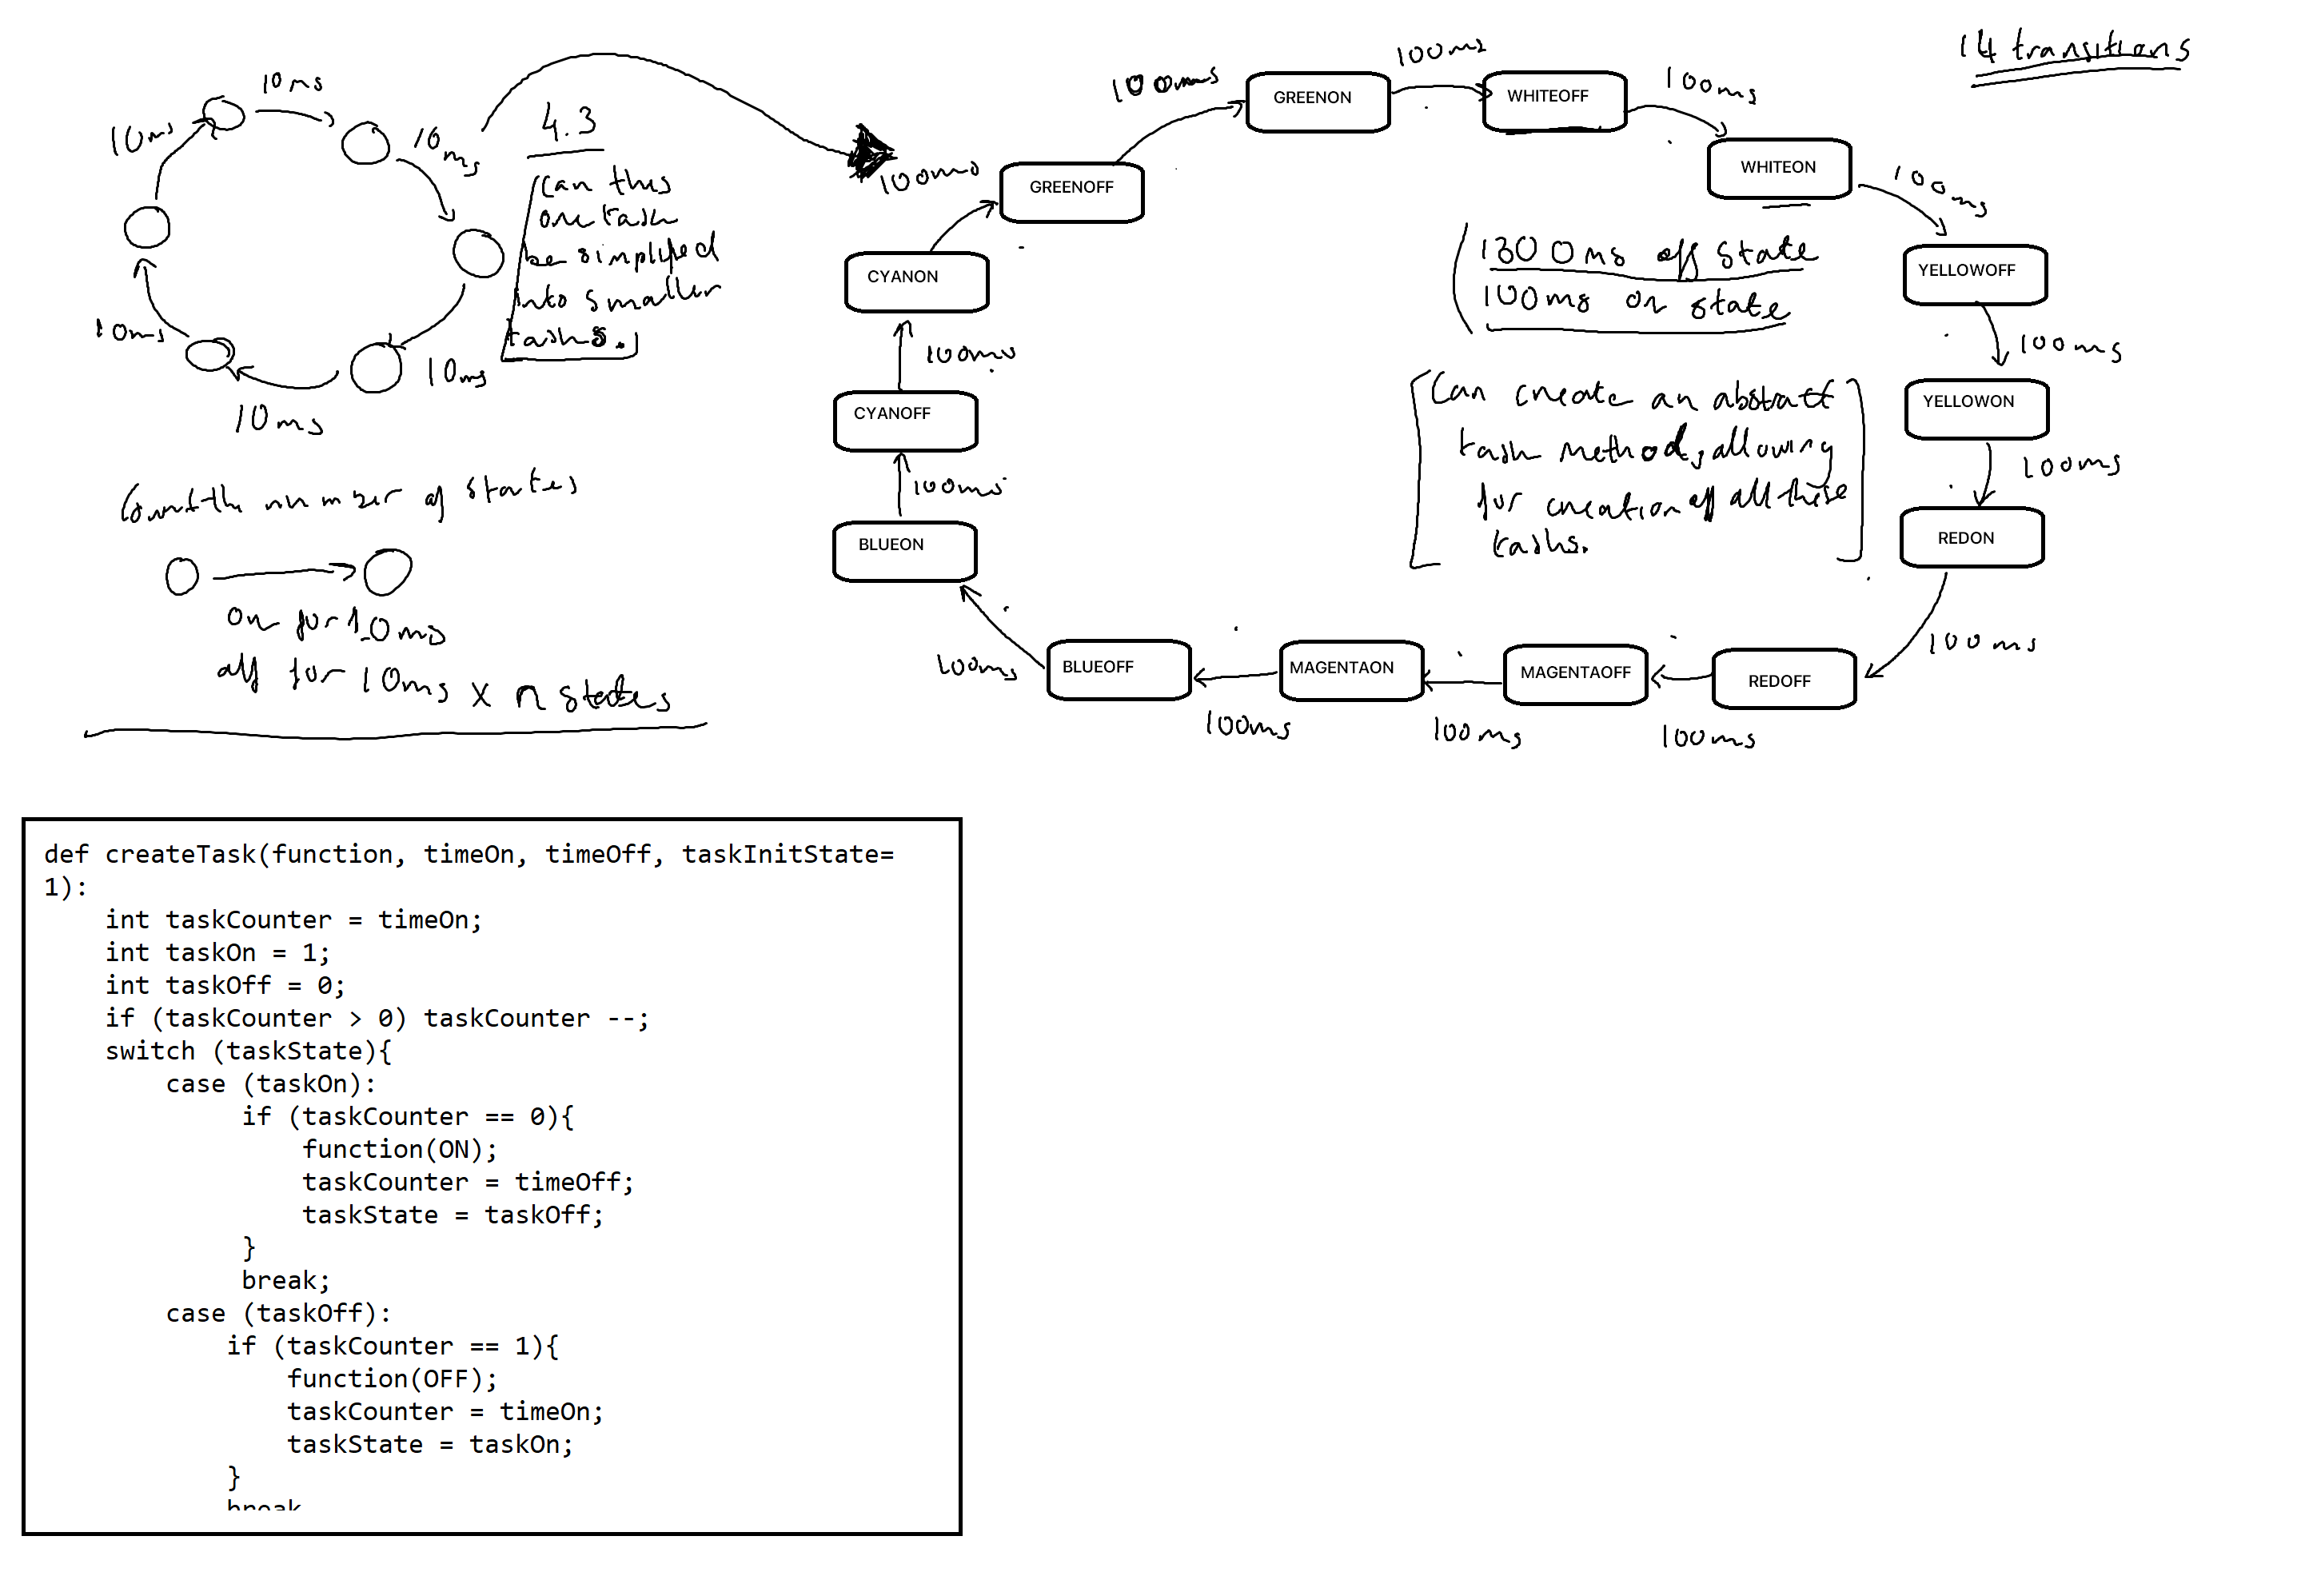 10ms
10ms
10ms
10ms
10ms
10ms
4.3
Can this
one task
be simplified
into smaller
tasks.
Count the number of states
on for 10ms
off for 10ms x n states
14 transitions
100ms
GREENOFF
100ms
GREENON
100ms
WHITEOFF
100ms
WHITEON
100ms
YELLOWOFF
100ms
YELLOWON
100ms
REDON
100ms
REDOFF
100ms
MAGENTAOFF
100ms
MAGENTAON
100ms
BLUEOFF
100ms
BLUEON
100ms
CYANOFF
100ms
CYANON
1300ms off state
100ms on state
Can create an abstract
task method, allowing
for creation of all these
tasks.
def createTask(function, timeOn, timeOff, taskInitState=
1):
int taskCounter = timeOn;
int taskOn = 1;
int taskOff = 0;
if (taskCounter > 0) taskCounter --;
switch (taskState){
case (taskOn):
if (taskCounter == 0){
function(ON);
taskCounter = timeOff;
taskState = taskOff;
}
break;
case (taskOff):
if (taskCounter == 1){
function(OFF);
taskCounter = timeOn;
taskState = taskOn;
}
break